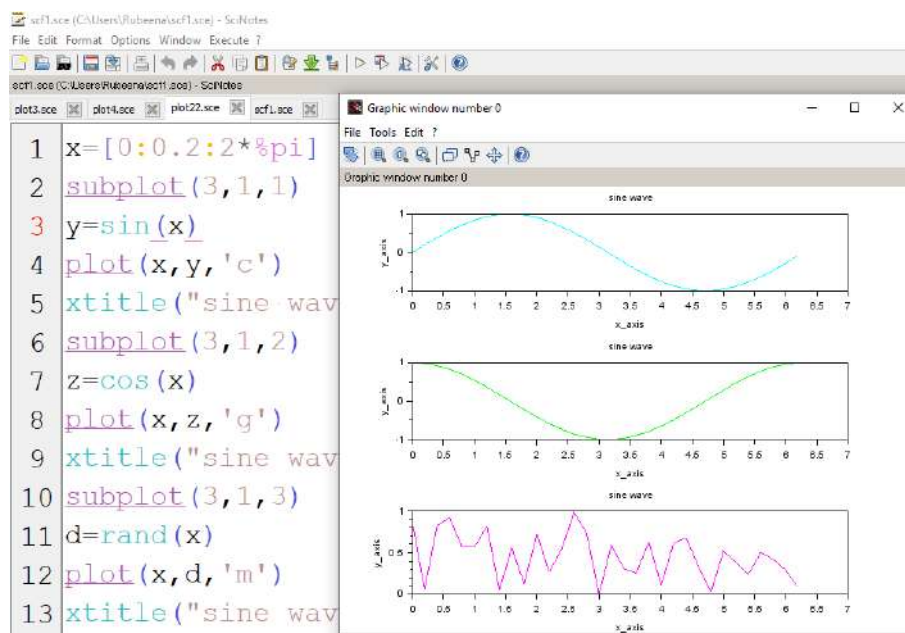 scf1.sce (C:\Users\Rubeena\scf1.sce) - SciNotes
File Edit Format Options Window Execute ?
scf1.sce (C:\Users\Rubeena\scf1.sce) - SciNotes
plot3.sce plot4.sce plot22.sce scf1.sce
1 x=[0:0.2:2*%pi]
2 subplot(3,1,1)
3 y=sin(x)
4 plot(x,y,'c')
5 xtitle("sine wav
6 subplot(3,1,2)
7 z=cos(x)
8 plot(x,z,'g')
9 xtitle("sine wav
10 subplot(3,1,3)
11 d=rand(x)
12 plot(x,d,'m')
13 xtitle("sine wav
Graphic window number 0
File Tools Edit ?
Graphic window number 0
sine wave
1
0
-1
y_axis
0 0.5 1 1.5 2 2.5 3 3.5 4 4.5 5 5.5 6 6.5 7
x_axis
sine wave
1
0
-1
y_axis
0 0.5 1 1.5 2 2.5 3 3.5 4 4.5 5 5.5 6 6.5 7
x_axis
sine wave
1
0.5
0
y_axis
0 0.5 1 1.5 2 2.5 3 3.5 4 4.5 5 5.5 6 6.5 7
x_axis